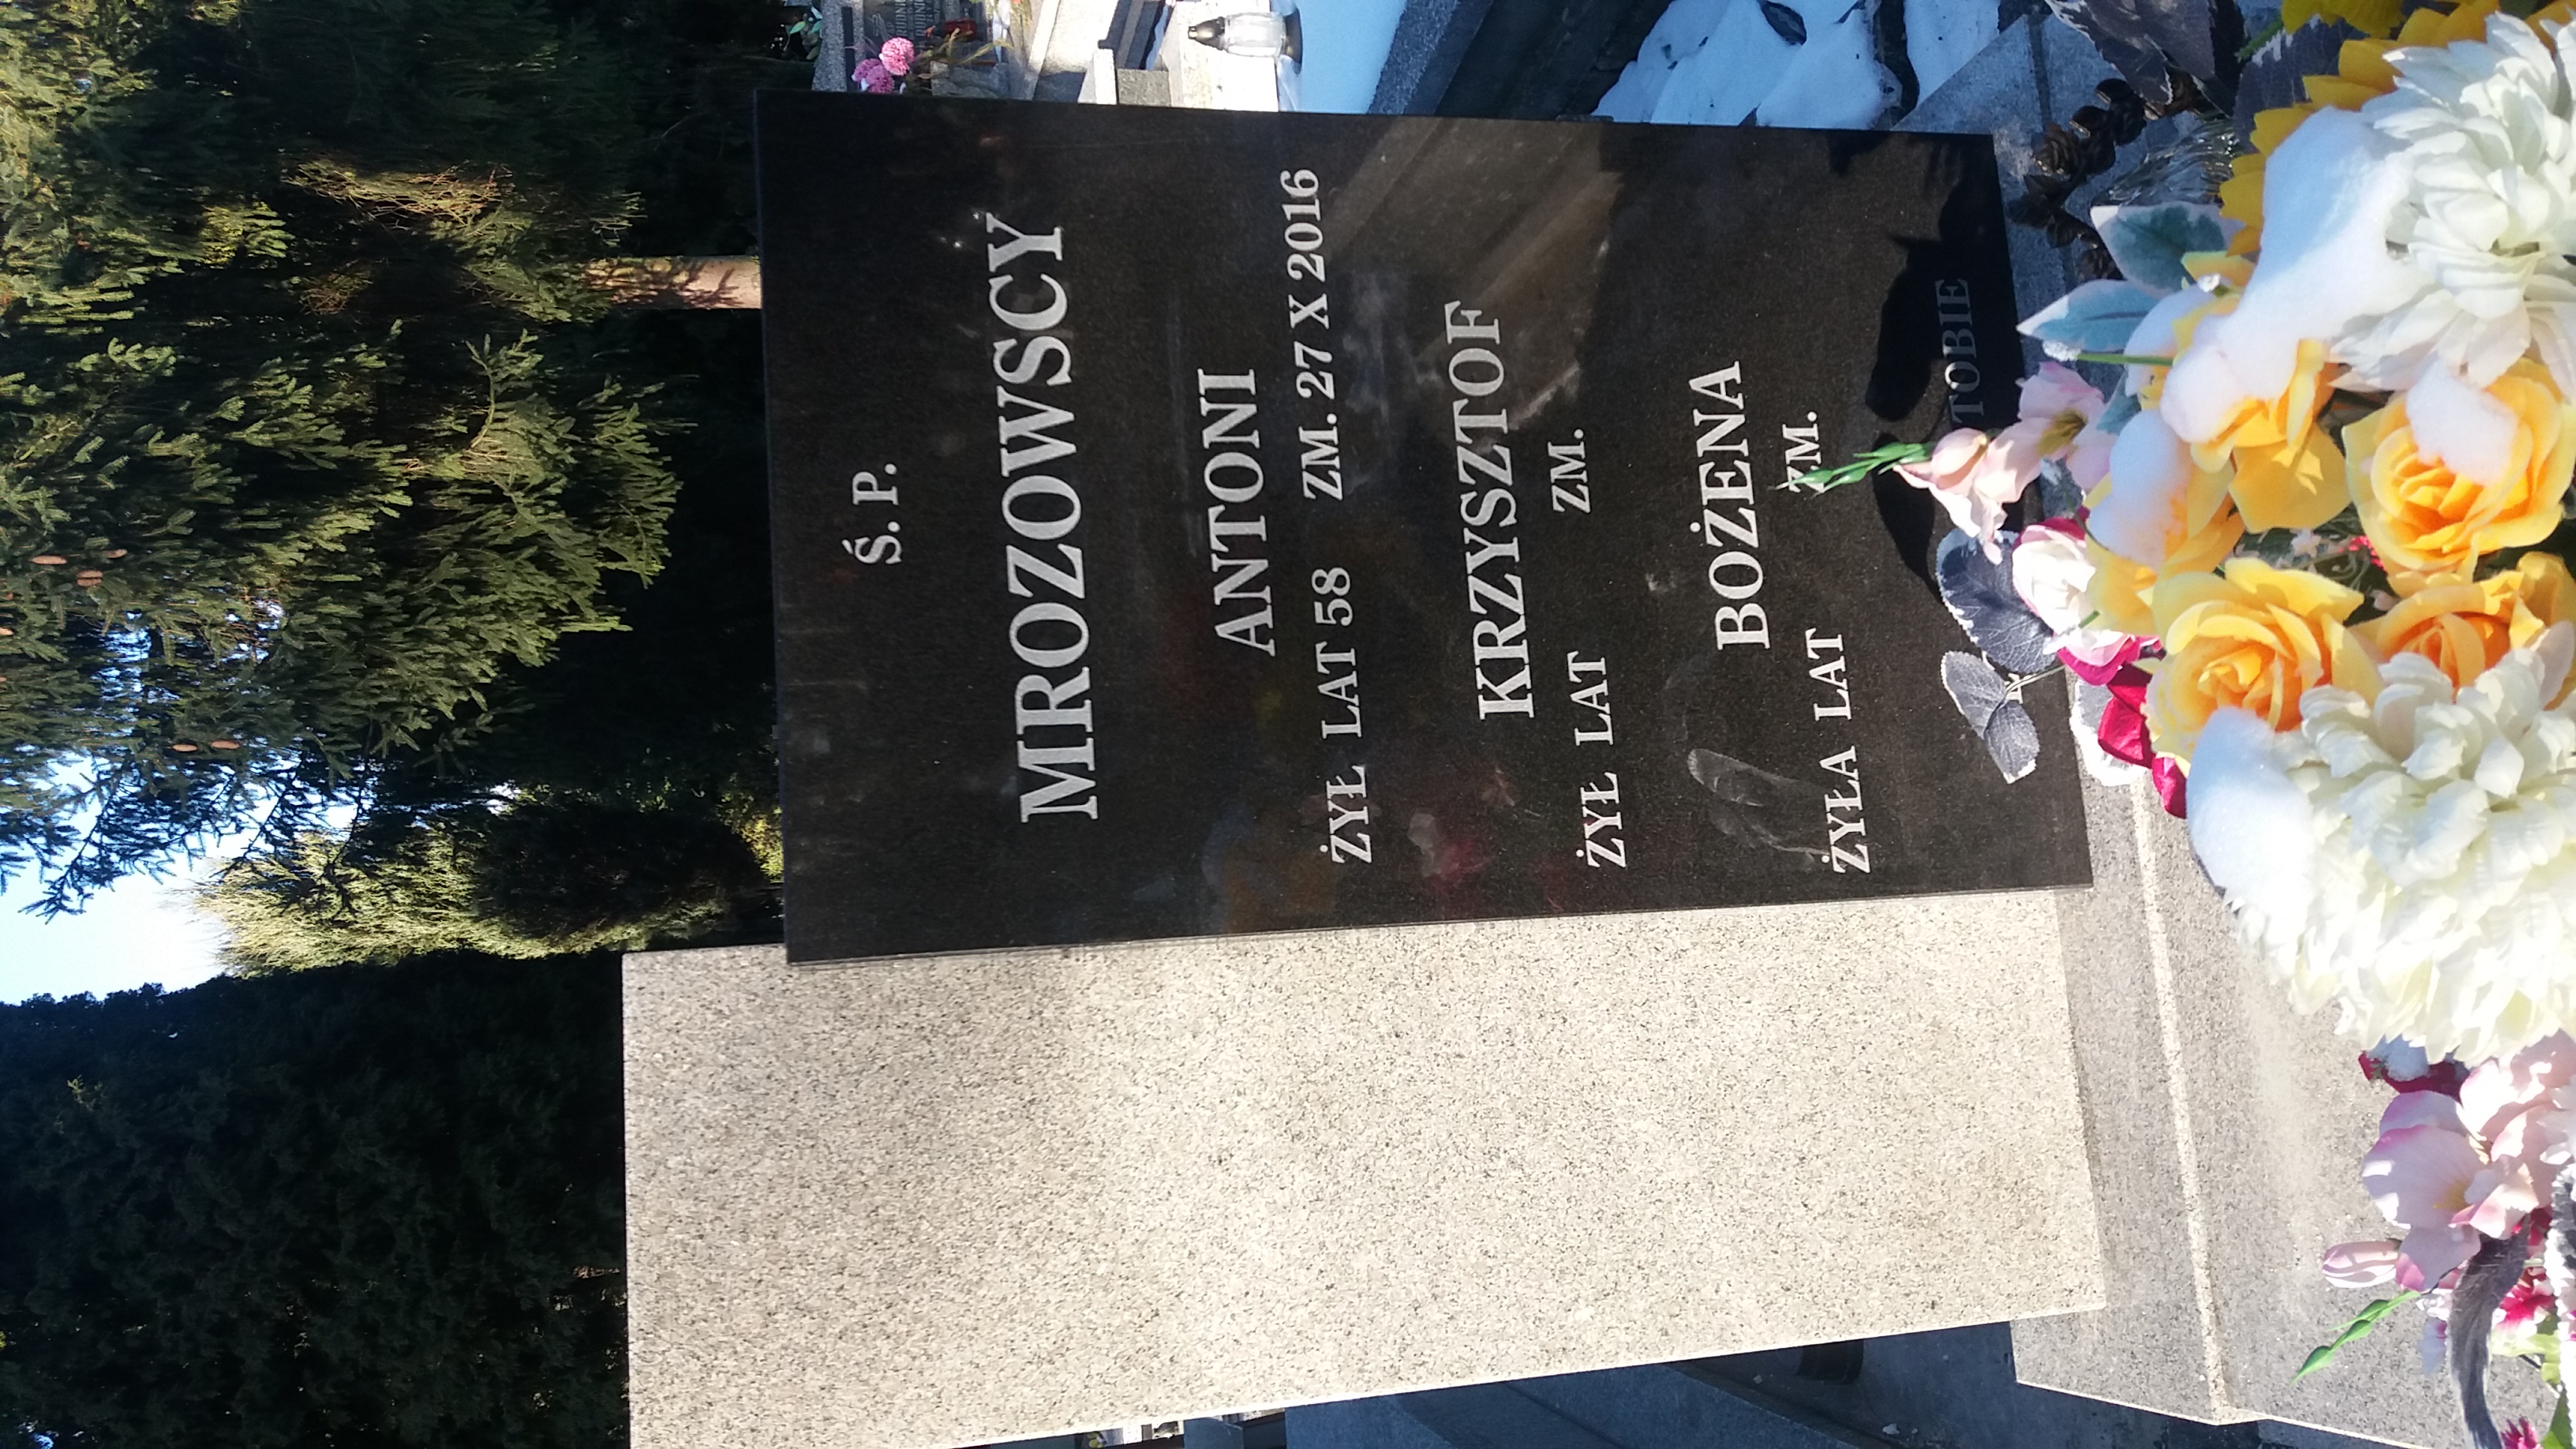 Ś. P.
MROZOWSCY
ANTONI
ŻYŁ LAT 58 ZM. 27 X 2016
KRZYSZTOF
ŻYŁ LAT ZM.
BOŻENA
ŻYŁA LAT ZM.
TOBIE